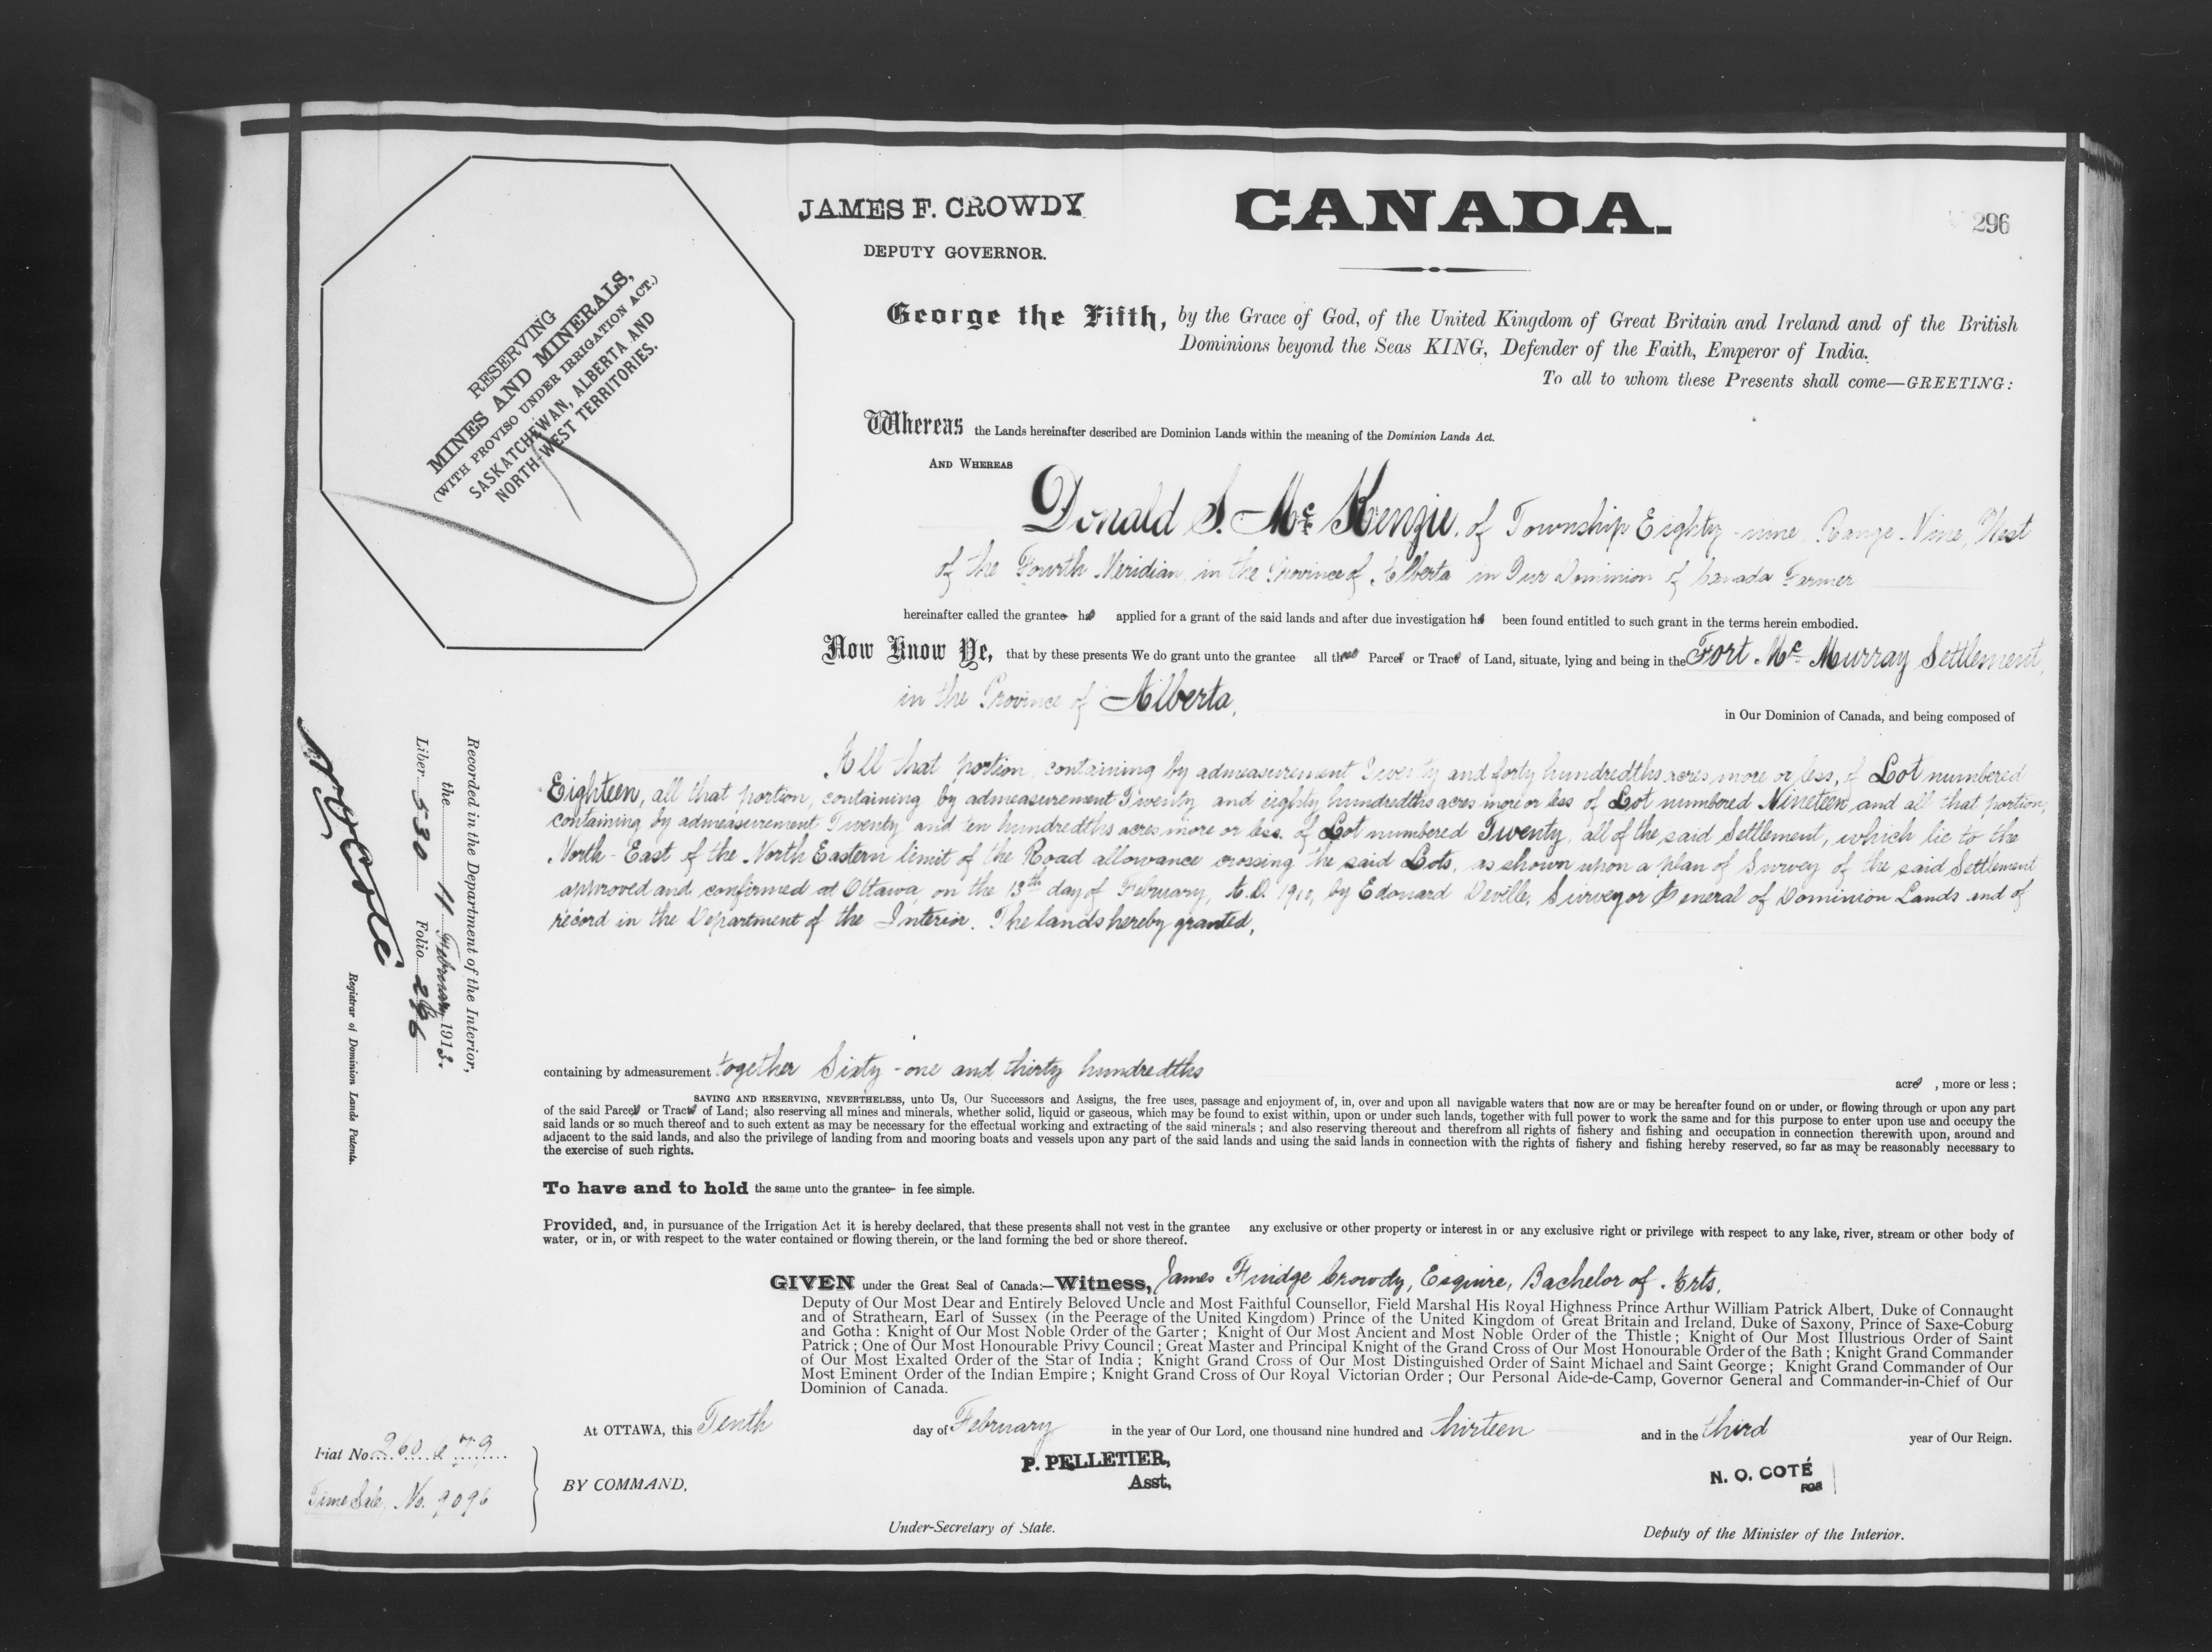 JAMES F. CROWDY
DEPUTY GOVERNOR.
CANADA.
296
RESERVING
MINES AND MINERALS,
(WITH PROVISO UNDER IRRIGATION ACT.)
SASKATCHEWAN, ALBERTA AND
NORTH-WEST TERRITORIES.
George the Fifth, by the Grace of God, of the United Kingdom of Great Britain and Ireland and of the British
Dominions beyond the Seas KING, Defender of the Faith, Emperor of India.
To all to whom these Presents shall come—GREETING:
Whereas the Lands hereinafter described are Dominion Lands within the meaning of the Dominion Lands Act.
AND WHEREAS
Donald S. Mc Kenzie, of Township Eighty-nine, Range Nine, West
of the Fourth Meridian, in the Province of Alberta in Our Dominion of Canada Farmer
hereinafter called the grantee has applied for a grant of the said lands and after due investigation has been found entitled to such grant in the terms herein embodied.
Now Know Ye, that by these presents We do grant unto the grantee all those Parcels or Tracts of Land, situate, lying and being in the Fort Mc Murray Settlement,
in the Province of Alberta,
in Our Dominion of Canada, and being composed of
All that portion, containing by admeasurement Twenty and forty hundredths acres more or less, of Lot numbered
Eighteen, all that portion, containing by admeasurement Twenty and eighty hundredths acres more or less of Lot numbered Nineteen and all that portion,
containing by admeasurement Twenty and ten hundredths acres more or less, of Lot numbered Twenty, all of the said Settlement, which lie to the
North-East of the North Eastern limit of the Road allowance crossing the said Lots, as shown upon a plan of Survey of the said Settlement
approved and confirmed at Ottawa, on the 13th day of February, A.D. by Edouard Deville, Surveyor General of Dominion Lands and of
record in the Department of the Interior. The lands hereby granted,
containing by admeasurement together Sixty-one and thirty hundredths
acres, more or less;
SAVING AND RESERVING, NEVERTHELESS, unto Us, Our Successors and Assigns, the free uses, passage and enjoyment of, in, over and upon all navigable waters that now are or may be hereafter found on or under, or flowing through or upon any part
of the said Parcels or Tracts of Land; also reserving all mines and minerals, whether solid, liquid or gaseous, which may be found to exist within, upon or under such lands, together with full power to work the same and for this purpose to enter upon use and occupy the
said lands or so much thereof and to such extent as may be necessary for the effectual working and extracting of the said minerals; and also reserving thereout and therefrom all rights of fishery and fishing and occupation in connection therewith upon, around and
adjacent to the said lands, and also the privilege of landing from and mooring boats and vessels upon any part of the said lands and using the said lands in connection with the rights of fishery and fishing hereby reserved, so far as may be reasonably necessary to
the exercise of such rights.
To have and to hold the same unto the grantee in fee simple.
Provided, and, in pursuance of the Irrigation Act it is hereby declared, that these presents shall not vest in the grantee any exclusive or other property or interest in or any exclusive right or privilege with respect to any lake, river, stream or other body of
water, or in, or with respect to the water contained or flowing therein, or the land forming the bed or shore thereof.
GIVEN under the Great Seal of Canada:—Witness, James Fuidge Crowdy, Esquire, Bachelor of Arts,
Deputy of Our Most Dear and Entirely Beloved Uncle and Most Faithful Counsellor, Field Marshal His Royal Highness Prince Arthur William Patrick Albert, Duke of Connaught
and of Strathearn, Earl of Sussex (in the Peerage of the United Kingdom) Prince of the United Kingdom of Great Britain and Ireland, Duke of Saxony, Prince of Saxe-Coburg
and Gotha: Knight of Our Most Noble Order of the Garter; Knight of Our Most Ancient and Most Noble Order of the Thistle; Knight of Our Most Illustrious Order of Saint
Patrick; One of Our Most Honourable Privy Council; Great Master and Principal Knight of the Grand Cross of Our Most Honourable Order of the Bath; Knight Grand Commander
of Our Most Exalted Order of the Star of India; Knight Grand Cross of Our Most Distinguished Order of Saint Michael and Saint George; Knight Grand Commander of Our
Most Eminent Order of the Indian Empire; Knight Grand Cross of Our Royal Victorian Order; Our Personal Aide-de-Camp, Governor General and Commander-in-Chief of Our
Dominion of Canada.
At OTTAWA, this Tenth day of February in the year of Our Lord, one thousand nine hundred and thirteen and in the third year of Our Reign.
BY COMMAND,
P. PELLETIER,
Asst,
Under-Secretary of State.
N. O. COTÉ
FOR
Deputy of the Minister of the Interior.
Recorded in the Department of the Interior,
the 11 February 1913.
Liber 530 Folio 296
N O Coté
Registrar of Dominion Lands Patents.
Fiat No. 260679
Time Sale, No. 9096